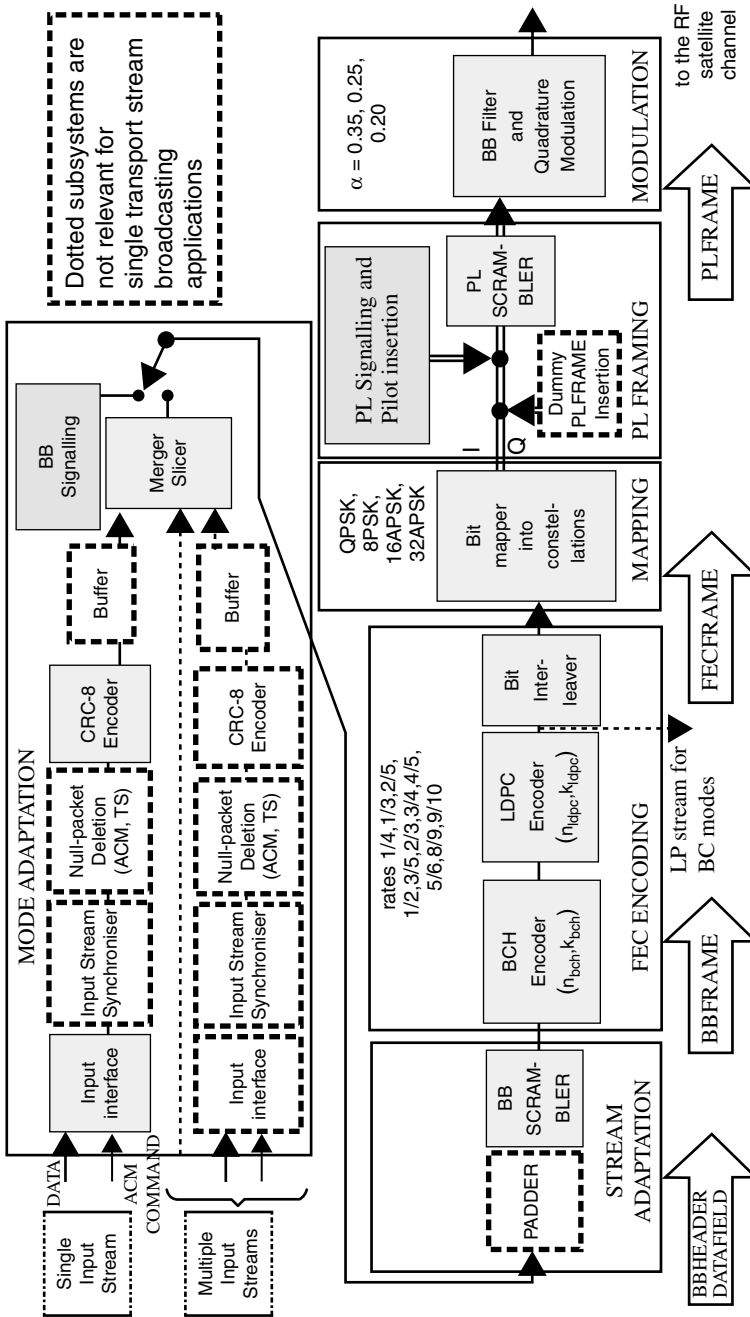 Single
Input
Stream
DATA
ACM
COMMAND
Multiple
Input
Streams
MODE ADAPTATION
Input
interface
Input Stream
Synchroniser
Null-packet
Deletion
(ACM, TS)
CRC-8
Encoder
Buffer
Input
interface
Input Stream
Synchroniser
Null-packet
Deletion
(ACM, TS)
CRC-8
Encoder
Buffer
BB
Signalling
Merger
Slicer
Dotted subsystems are
not relevant for
single transport stream
broadcasting
applications
PADDER
BB
SCRAM-
BLER
STREAM
ADAPTATION
rates 1/4,1/3,2/5,
1/2,3/5,2/3,3/4,4/5,
5/6,8/9,9/10
BCH
Encoder
(nbch,kbch)
LDPC
Encoder
(nldpc,kldpc)
Bit
Inter-
leaver
FEC ENCODING
LP stream for
BC modes
QPSK,
8PSK,
16APSK,
32APSK
Bit
mapper
into
constel-
lations
MAPPING
I
Q
PL Signalling and
Pilot insertion
PL
SCRAM-
BLER
Dummy
PLFRAME
Insertion
PL FRAMING
α = 0.35, 0.25,
0.20
BB Filter
and
Quadrature
Modulation
MODULATION
to the RF
satellite
channel
BBHEADER
DATAFIELD
BBFRAME
FECFRAME
PLFRAME